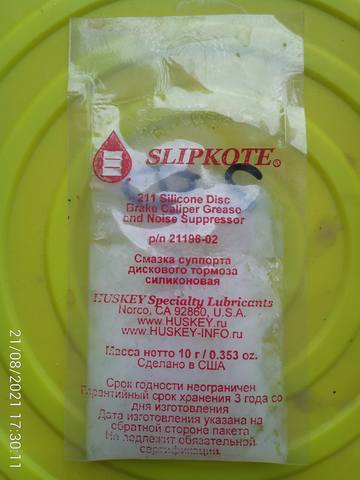 SLIPKOTE®
211 Silicone Disc
Brake Caliper Grease
and Noise Suppressor
p/n 21196-02
Смазка суппорта
дискового тормоза
силиконовая
HUSKEY Specialty Lubricants
Norco, CA 92860, U.S.A.
www.HUSKEY.ru
www.HUSKEY-INFO.ru
Масса нетто 10 г / 0.353 oz.
Сделано в США
Срок годности неограничен
Гарантийный срок хранения 3 года со
дня изготовления
Дата изготовления указана на
обратной стороне пакета
Не подлежит обязательной
сертификации.
21/08/2021 17:30:11